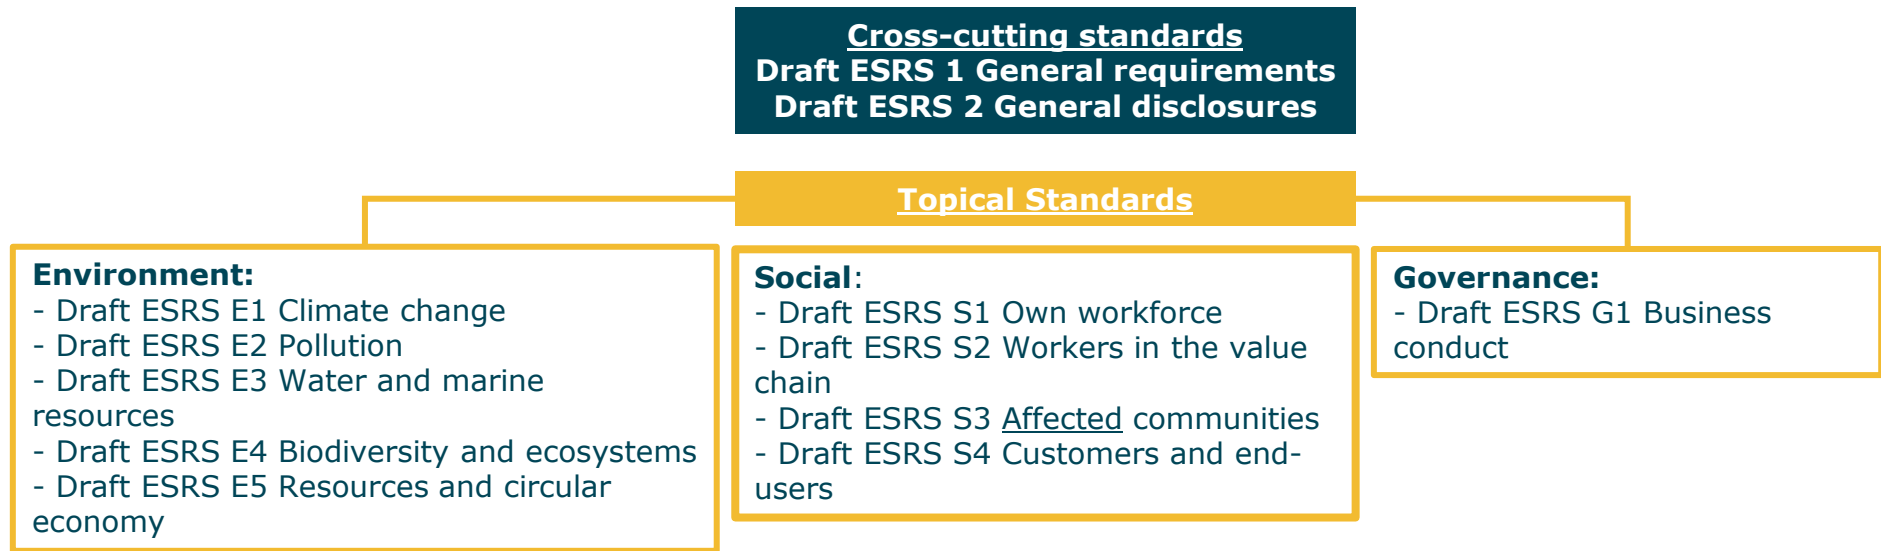 Cross-cutting standards
Draft ESRS 1 General requirements
Draft ESRS 2 General disclosures
Topical Standards
Environment:
- Draft ESRS E1 Climate change
- Draft ESRS E2 Pollution
- Draft ESRS E3 Water and marine
resources
- Draft ESRS E4 Biodiversity and ecosystems
- Draft ESRS E5 Resources and circular
economy
Social:
- Draft ESRS S1 Own workforce
- Draft ESRS S2 Workers in the value
chain
- Draft ESRS S3 Affected communities
- Draft ESRS S4 Customers and end-
users
Governance:
- Draft ESRS G1 Business
conduct